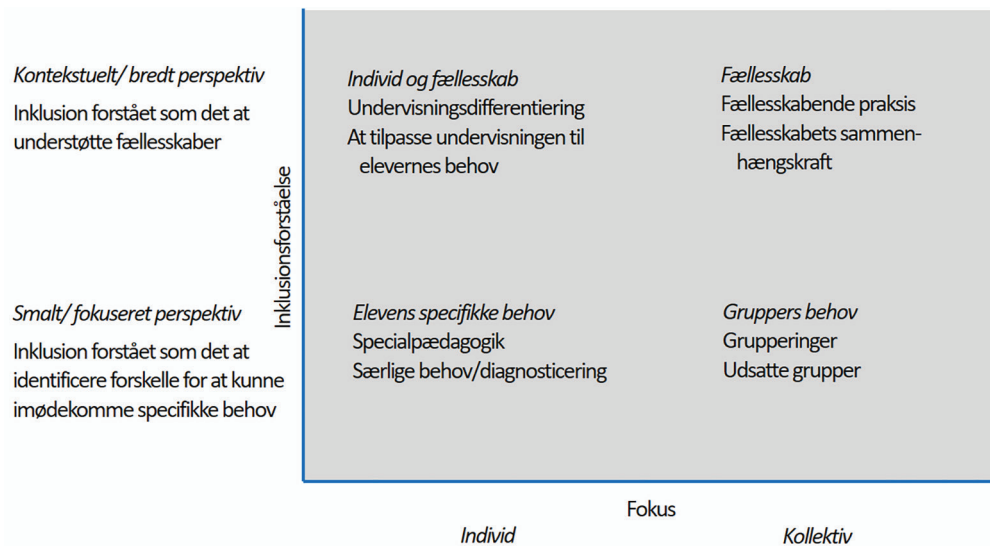 Kontekstuelt/ bredt perspektiv
Inklusion forstået som det at
understøtte fællesskaber
Individ og fællesskab
Undervisningsdifferentiering
At tilpasse undervisningen til
elevernes behov
Fællesskab
Fællesskabende praksis
Fællesskabets sammen-
hængskraft
Inklusionsforståelse
Smalt/ fokuseret perspektiv
Inklusion forstået som det at
identificere forskelle for at kunne
imødekomme specifikke behov
Elevens specifikke behov
Specialpædagogik
Særlige behov/diagnosticering
Gruppers behov
Grupperinger
Udsatte grupper
Fokus
Individ
Kollektiv